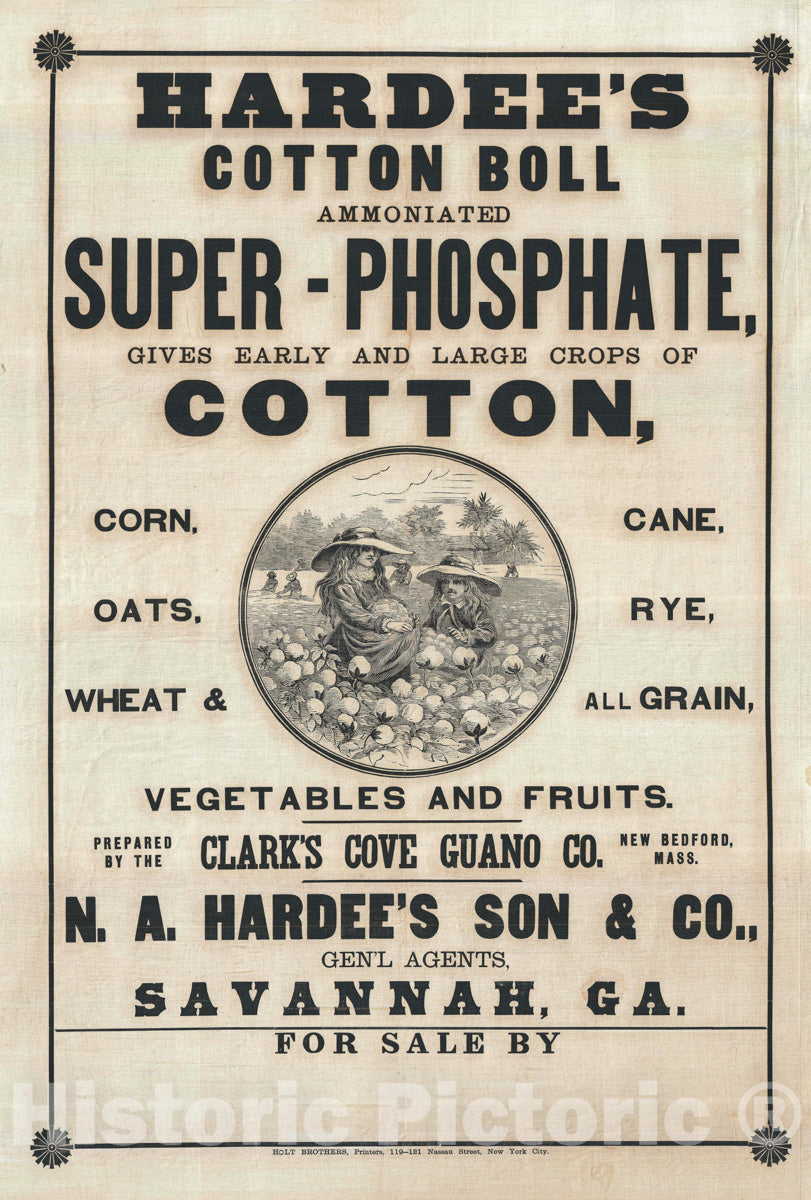 HARDEE'S
COTTON BOLL
AMMONIATED
SUPER-PHOSPHATE,
GIVES EARLY AND LARGE CROPS OF
COTTON,
CORN,
CANE,
OATS,
RYE,
WHEAT &
ALL GRAIN,
VEGETABLES AND FRUITS.
PREPARED
BY THE
CLARK'S COVE GUANO CO.
NEW BEDFORD,
MASS.
N. A. HARDEE'S SON & CO.,
GEN'L AGENTS,
SAVANNAH, GA.
FOR SALE BY
Historic Pictoric ®
HOLT BROTHERS, Printers, 119—121 Nassau Street, New York City.